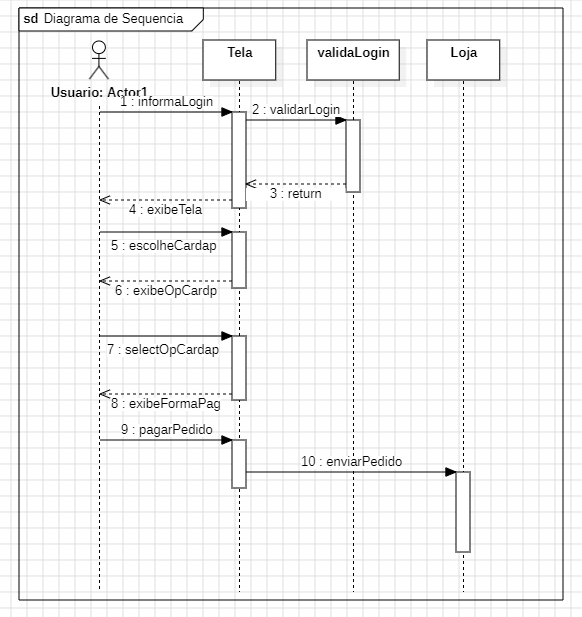 sd Diagrama de Sequencia
Tela
validaLogin
Loja
Usuario: Actor1
1 : informaLogin
2 : validarLogin
3 : return
4 : exibeTela
5 : escolheCardap
6 : exibeOpCardp
7 : selectOpCardap
8 : exibeFormaPag
9 : pagarPedido
10 : enviarPedido